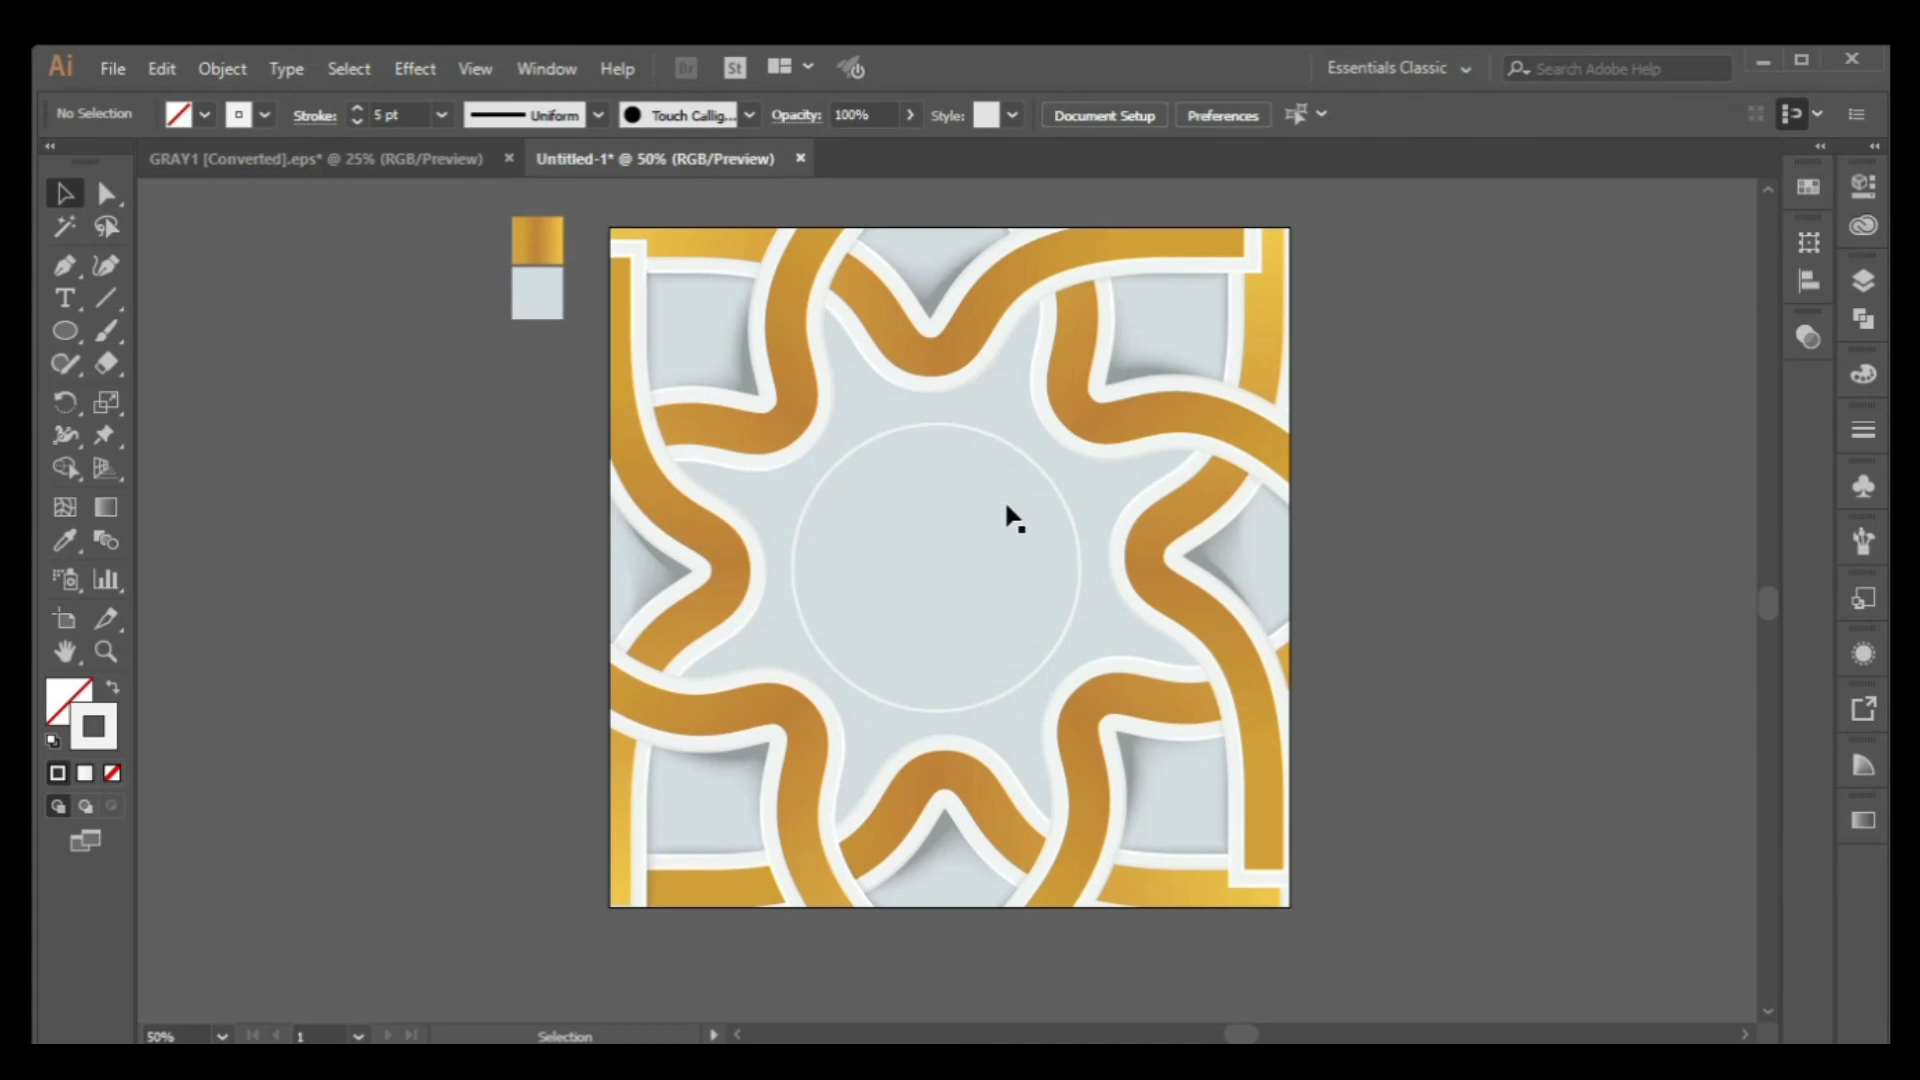 Ai File Edit Object Type Select Effect View Window Help Br St Essentials Classic Search Adobe Help
No Selection Stroke: 5 pt Uniform Touch Callig... Opacity: 100% Style: Document Setup Preferences
GRAY1 [Converted].eps* @ 25% (RGB/Preview) Untitled-1* @ 50% (RGB/Preview)
50% 1 Selection